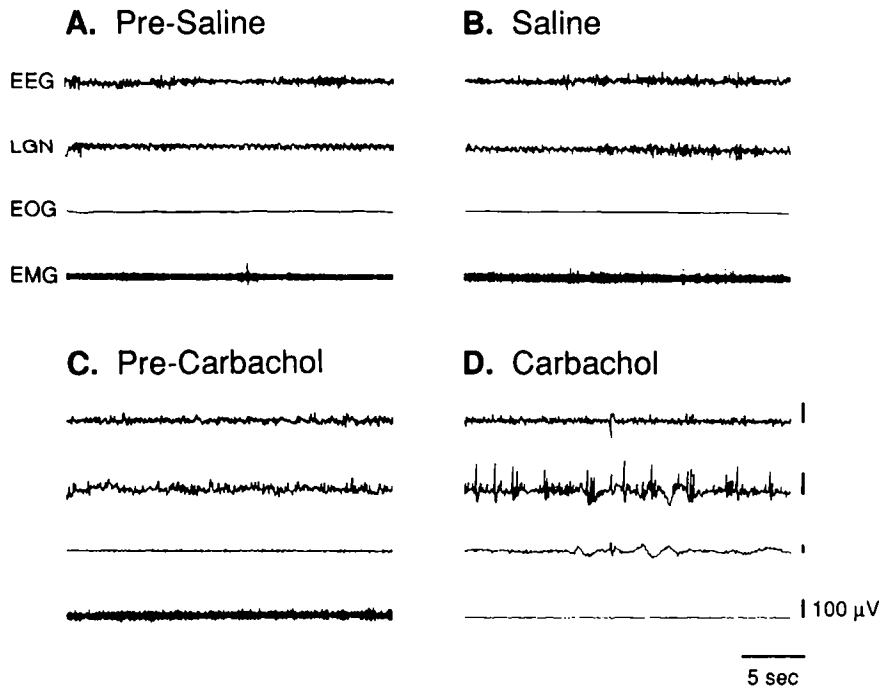 A. Pre-Saline
B. Saline
EEG
LGN
EOG
EMG
C. Pre-Carbachol
D. Carbachol
100 µV
5 sec